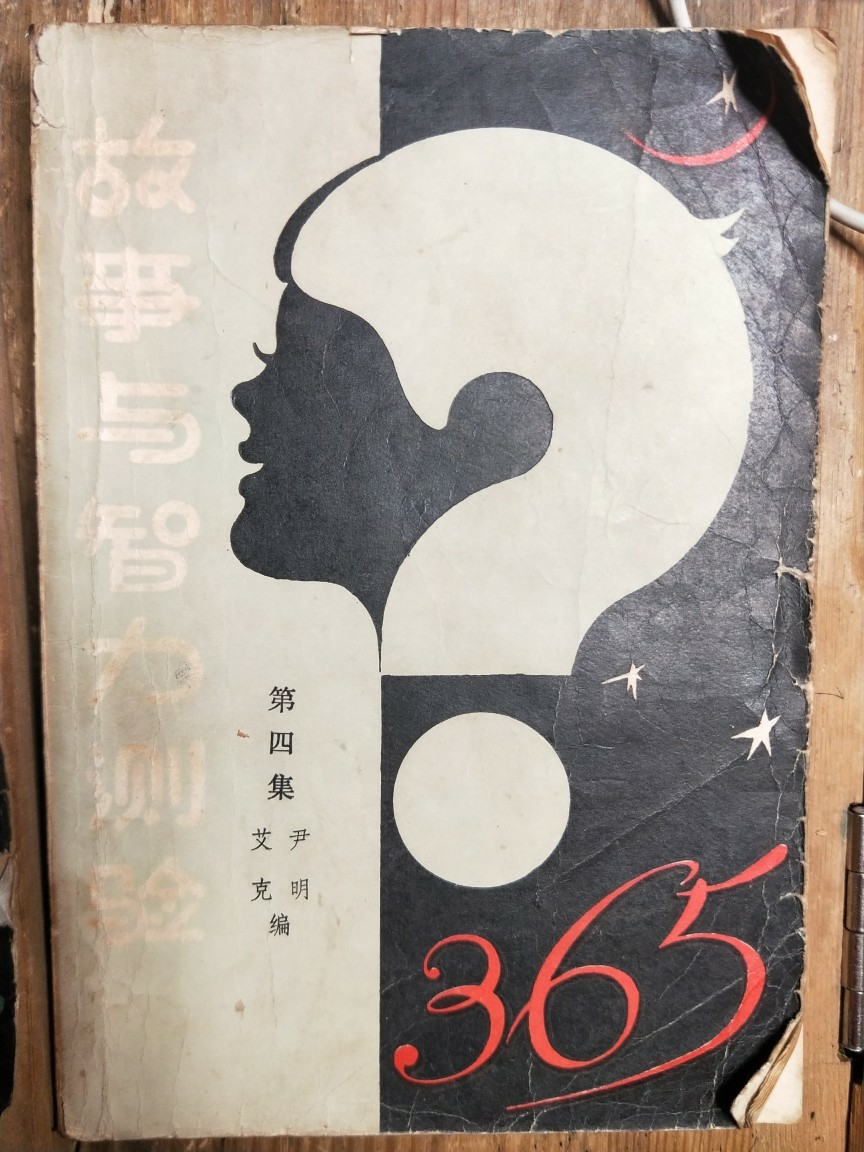 故事与智力测验
第四集
尹明
艾克
编
365